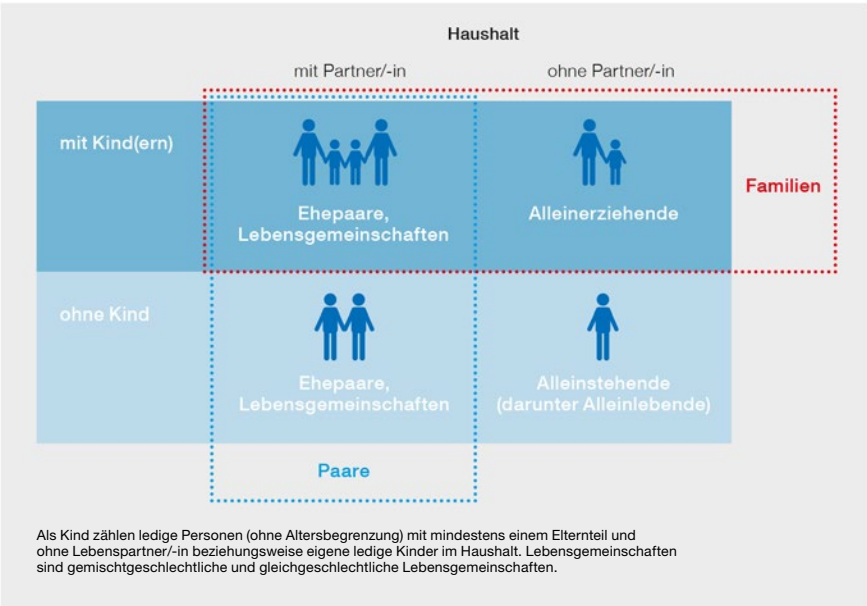 Haushalt
mit Partner/-in
ohne Partner/-in
mit Kind(ern)
Ehepaare,
Lebensgemeinschaften
Alleinerziehende
Familien
ohne Kind
Ehepaare,
Lebensgemeinschaften
Alleinstehende
(darunter Alleinlebende)
Paare
Als Kind zählen ledige Personen (ohne Altersbegrenzung) mit mindestens einem Elternteil und
ohne Lebenspartner/-in beziehungsweise eigene ledige Kinder im Haushalt. Lebensgemeinschaften
sind gemischtgeschlechtliche und gleichgeschlechtliche Lebensgemeinschaften.